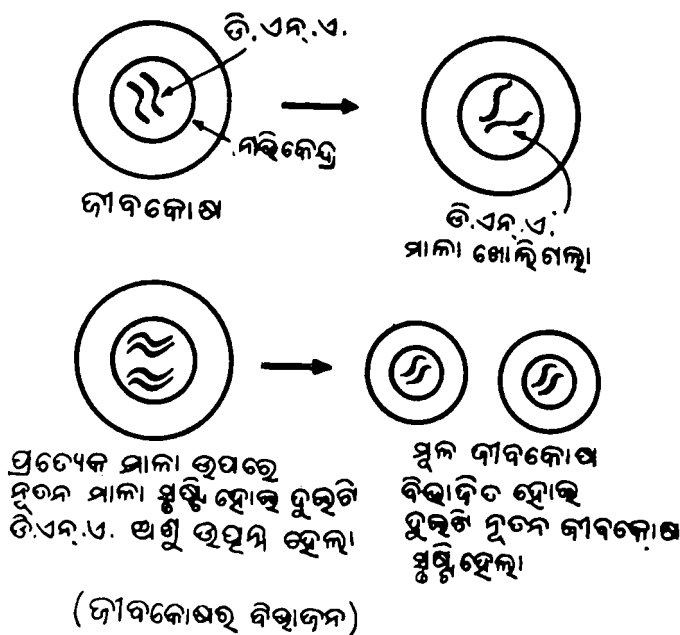 ଡି.ଏନ୍.ଏ.
ନାଭିକେନ୍ଦ୍ର
ଜୀବକୋଷ
ଡି.ଏନ୍.ଏ.
ମାଳା ଖୋଲିଗଲା
ପ୍ରତ୍ୟେକ ମାଳା ଉପରେ
ନୂତନ ମାଳା ସୃଷ୍ଟି ହୋଇ ଦୁଇଟି
ଡି.ଏନ୍.ଏ. ଅଣୁ ଉତ୍ପନ୍ନ ହେଲା
ମୂଳ ଜୀବକୋଷ
ବିଭାଜିତ ହୋଇ
ଦୁଇଟି ନୂତନ ଜୀବକୋଷ
ସୃଷ୍ଟି ହେଲା
(ଜୀବକୋଷର ବିଭାଜନ)